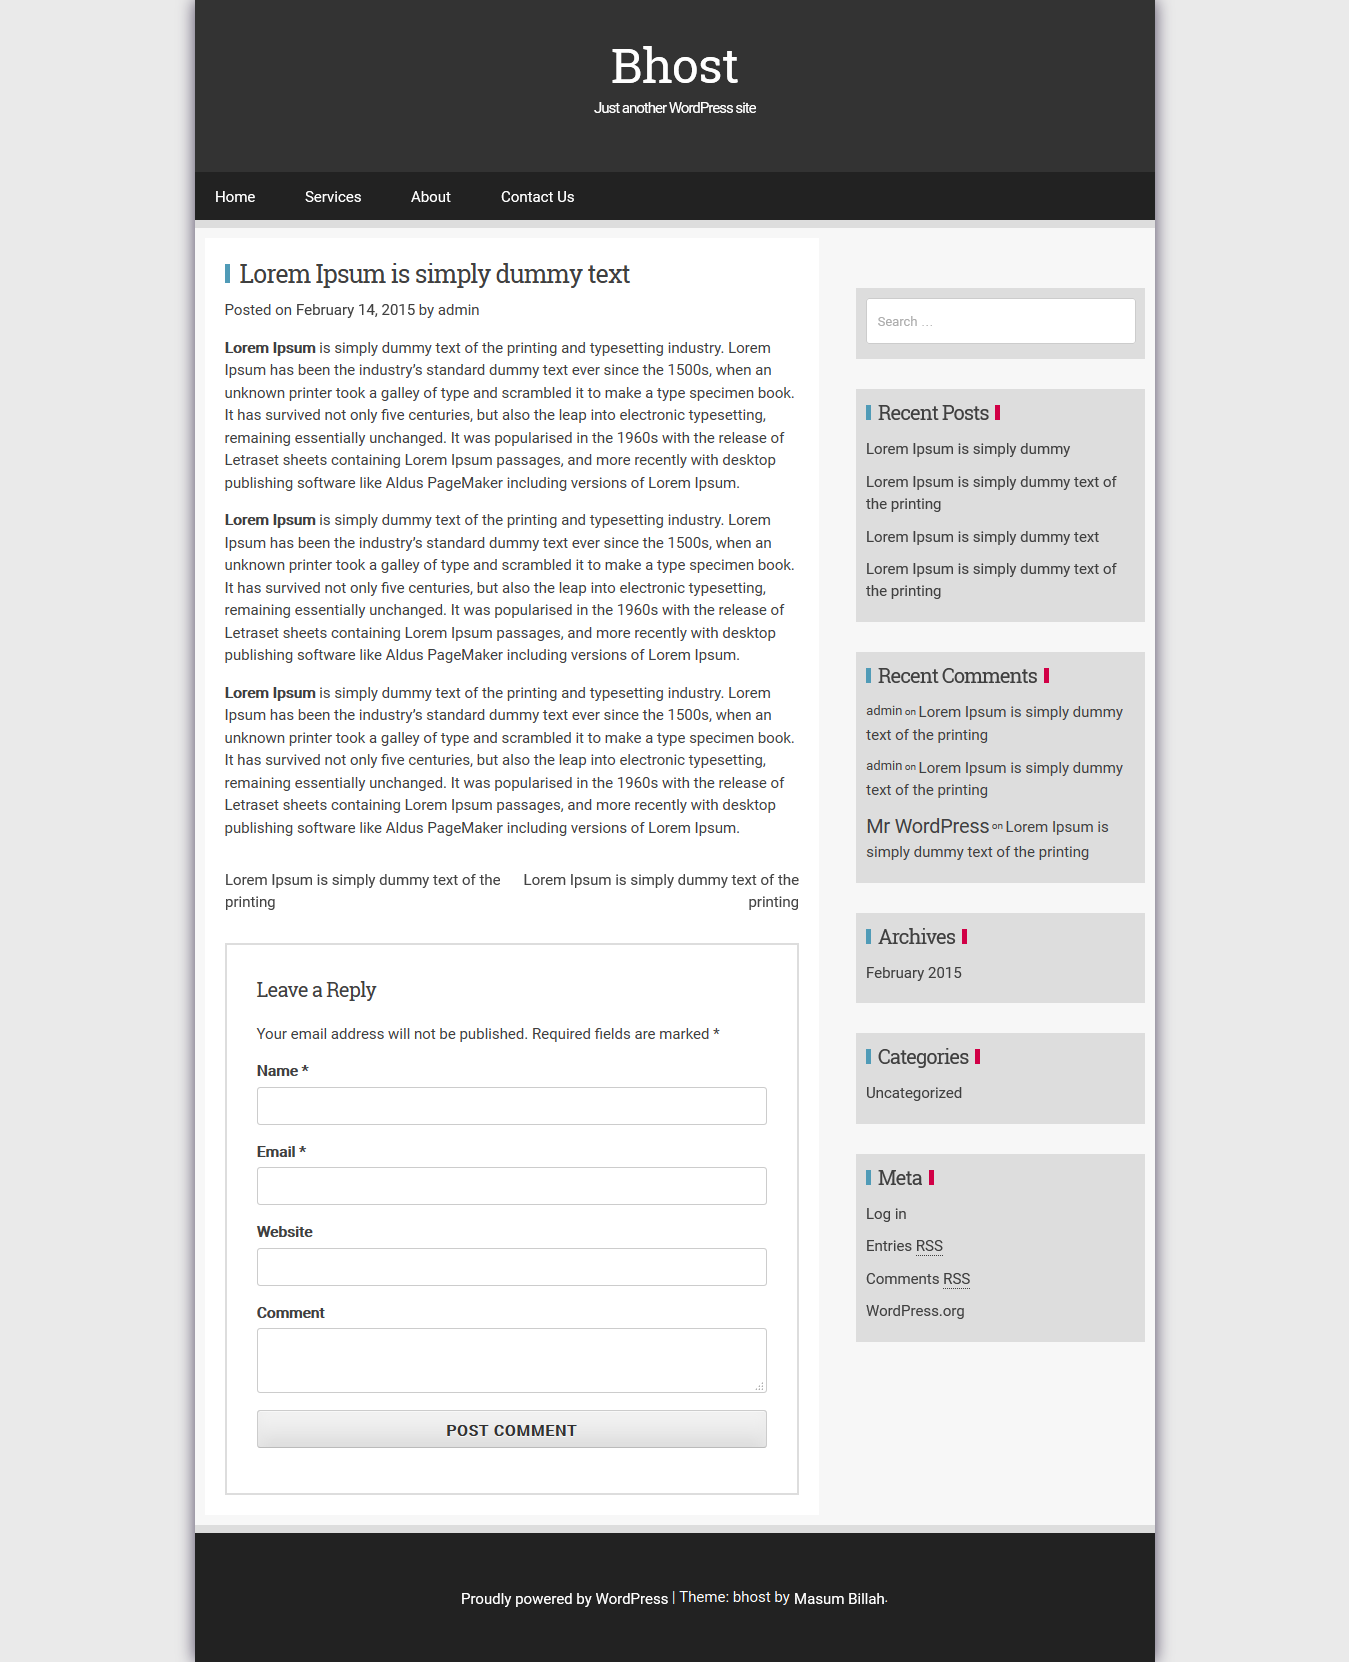 Bhost
Just another WordPress site
Home
Services
About
Contact Us
Lorem Ipsum is simply dummy text
Posted on February 14, 2015 by admin
Lorem Ipsum is simply dummy text of the printing and typesetting industry. Lorem
Ipsum has been the industry’s standard dummy text ever since the 1500s, when an
unknown printer took a galley of type and scrambled it to make a type specimen book.
It has survived not only five centuries, but also the leap into electronic typesetting,
remaining essentially unchanged. It was popularised in the 1960s with the release of
Letraset sheets containing Lorem Ipsum passages, and more recently with desktop
publishing software like Aldus PageMaker including versions of Lorem Ipsum.
Lorem Ipsum is simply dummy text of the printing and typesetting industry. Lorem
Ipsum has been the industry’s standard dummy text ever since the 1500s, when an
unknown printer took a galley of type and scrambled it to make a type specimen book.
It has survived not only five centuries, but also the leap into electronic typesetting,
remaining essentially unchanged. It was popularised in the 1960s with the release of
Letraset sheets containing Lorem Ipsum passages, and more recently with desktop
publishing software like Aldus PageMaker including versions of Lorem Ipsum.
Lorem Ipsum is simply dummy text of the printing and typesetting industry. Lorem
Ipsum has been the industry’s standard dummy text ever since the 1500s, when an
unknown printer took a galley of type and scrambled it to make a type specimen book.
It has survived not only five centuries, but also the leap into electronic typesetting,
remaining essentially unchanged. It was popularised in the 1960s with the release of
Letraset sheets containing Lorem Ipsum passages, and more recently with desktop
publishing software like Aldus PageMaker including versions of Lorem Ipsum.
Lorem Ipsum is simply dummy text of the
printing
Lorem Ipsum is simply dummy text of the
printing
Leave a Reply
Your email address will not be published. Required fields are marked *
Name *
Email *
Website
Comment
POST COMMENT
Search …
Recent Posts
Lorem Ipsum is simply dummy
Lorem Ipsum is simply dummy text of
the printing
Lorem Ipsum is simply dummy text
Lorem Ipsum is simply dummy text of
the printing
Recent Comments
admin on Lorem Ipsum is simply dummy
text of the printing
admin on Lorem Ipsum is simply dummy
text of the printing
Mr WordPress on Lorem Ipsum is
simply dummy text of the printing
Archives
February 2015
Categories
Uncategorized
Meta
Log in
Entries RSS
Comments RSS
WordPress.org
Proudly powered by WordPress | Theme: bhost by Masum Billah.